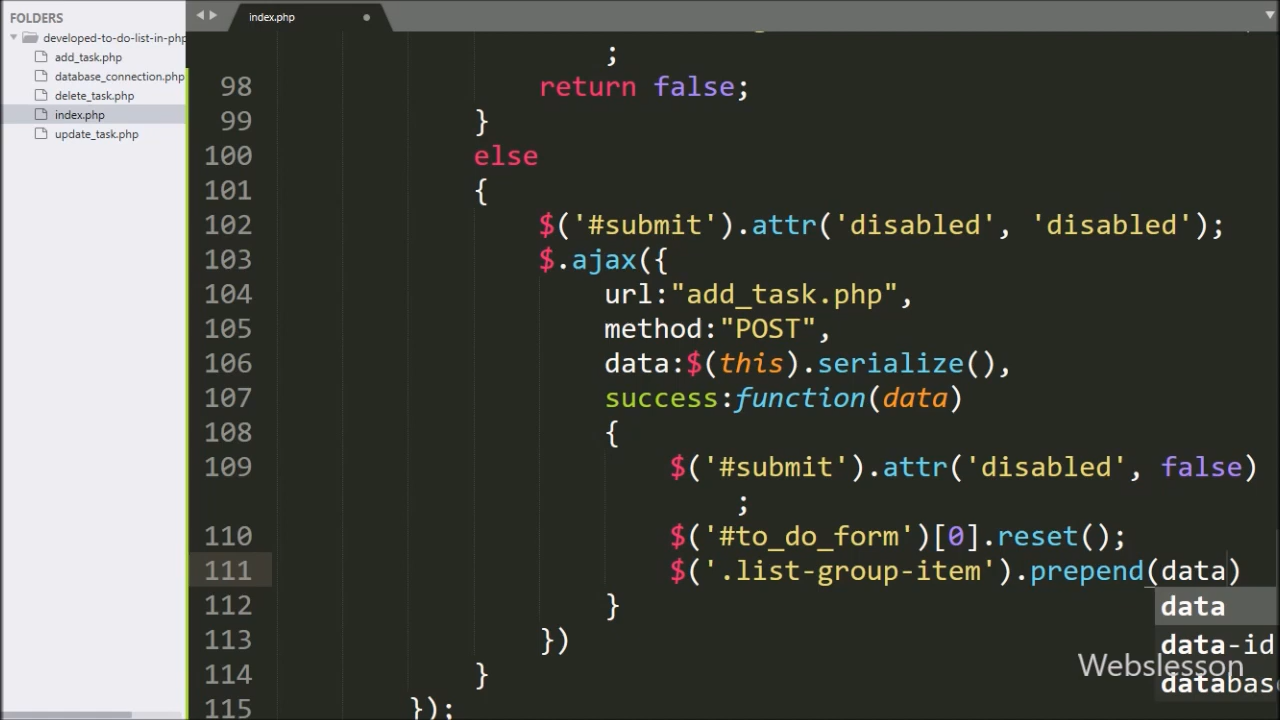 FOLDERS
developed-to-do-list-in-php
add_task.php
database_connection.php
delete_task.php
index.php
update_task.php
index.php
;
98 return false;
99 }
100 else
101 {
102 $('#submit').attr('disabled', 'disabled');
103 $.ajax({
104 url:"add_task.php",
105 method:"POST",
106 data:$(this).serialize(),
107 success:function(data)
108 {
109 $('#submit').attr('disabled', false)
;
110 $('#to_do_form')[0].reset();
111 $('.list-group-item').prepend(data)
112 }
113 })
114 }
115 });
data
data-id
databas
Webslesson